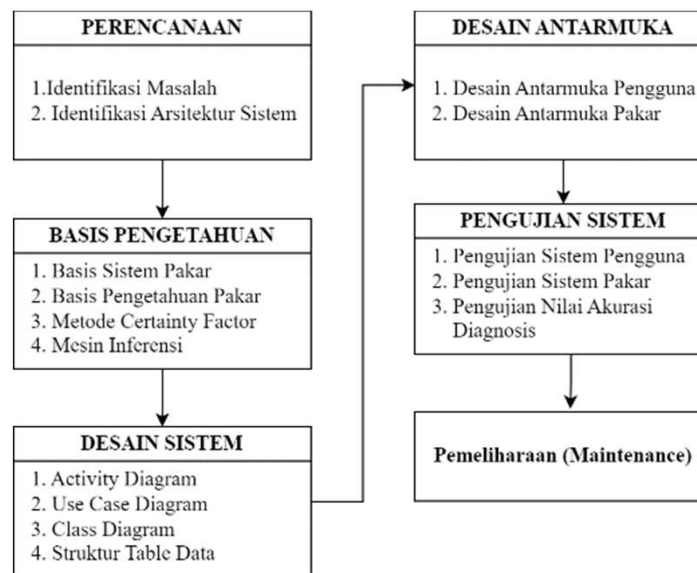 PERENCANAAN
1.Identifikasi Masalah
2. Identifikasi Arsitektur Sistem
BASIS PENGETAHUAN
1. Basis Sistem Pakar
2. Basis Pengetahuan Pakar
3. Metode Certainty Factor
4. Mesin Inferensi
DESAIN SISTEM
1. Activity Diagram
2. Use Case Diagram
3. Class Diagram
4. Struktur Table Data
DESAIN ANTARMUKA
1. Desain Antarmuka Pengguna
2. Desain Antarmuka Pakar
PENGUJIAN SISTEM
1. Pengujian Sistem Pengguna
2. Pengujian Sistem Pakar
3. Pengujian Nilai Akurasi
Diagnosis
Pemeliharaan (Maintenance)